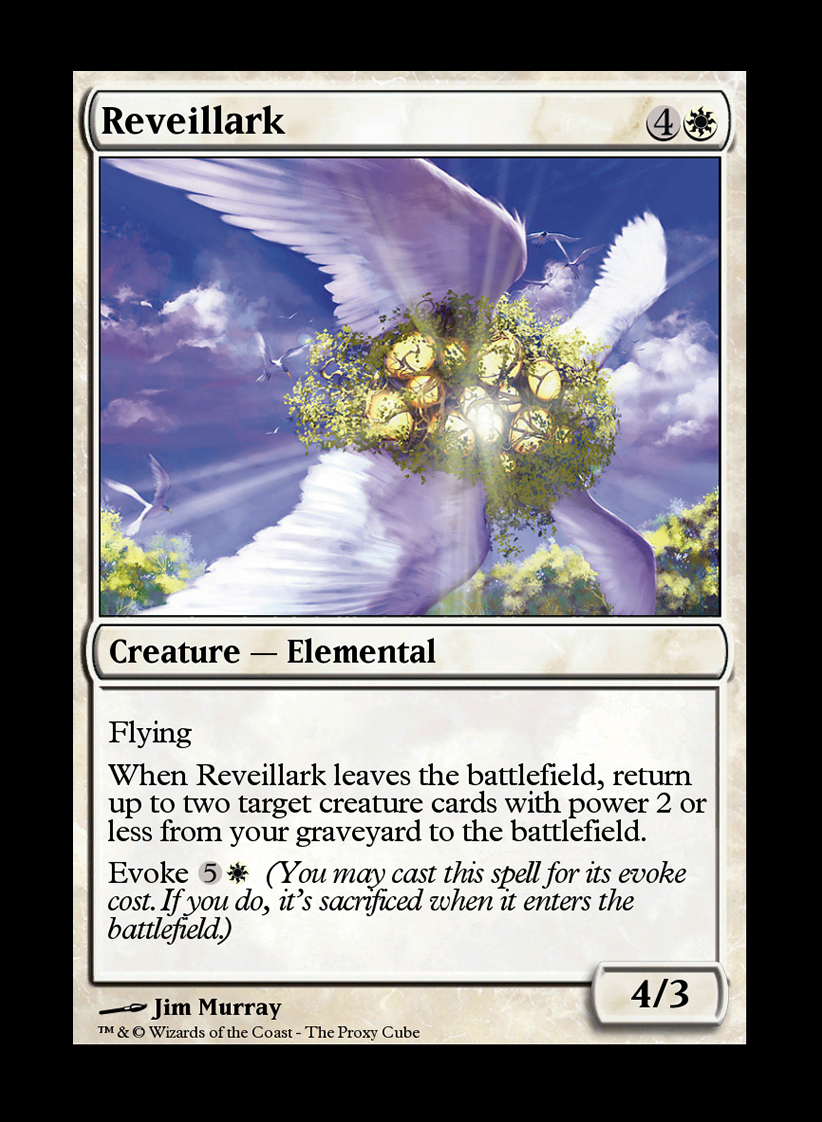 Reveillark 4
Creature — Elemental
Flying
When Reveillark leaves the battlefield, return
up to two target creature cards with power 2 or
less from your graveyard to the battlefield.
Evoke 5 (You may cast this spell for its evoke
cost. If you do, it's sacrificed when it enters the
battlefield.)
4/3
Jim Murray
™ & © Wizards of the Coast - The Proxy Cube